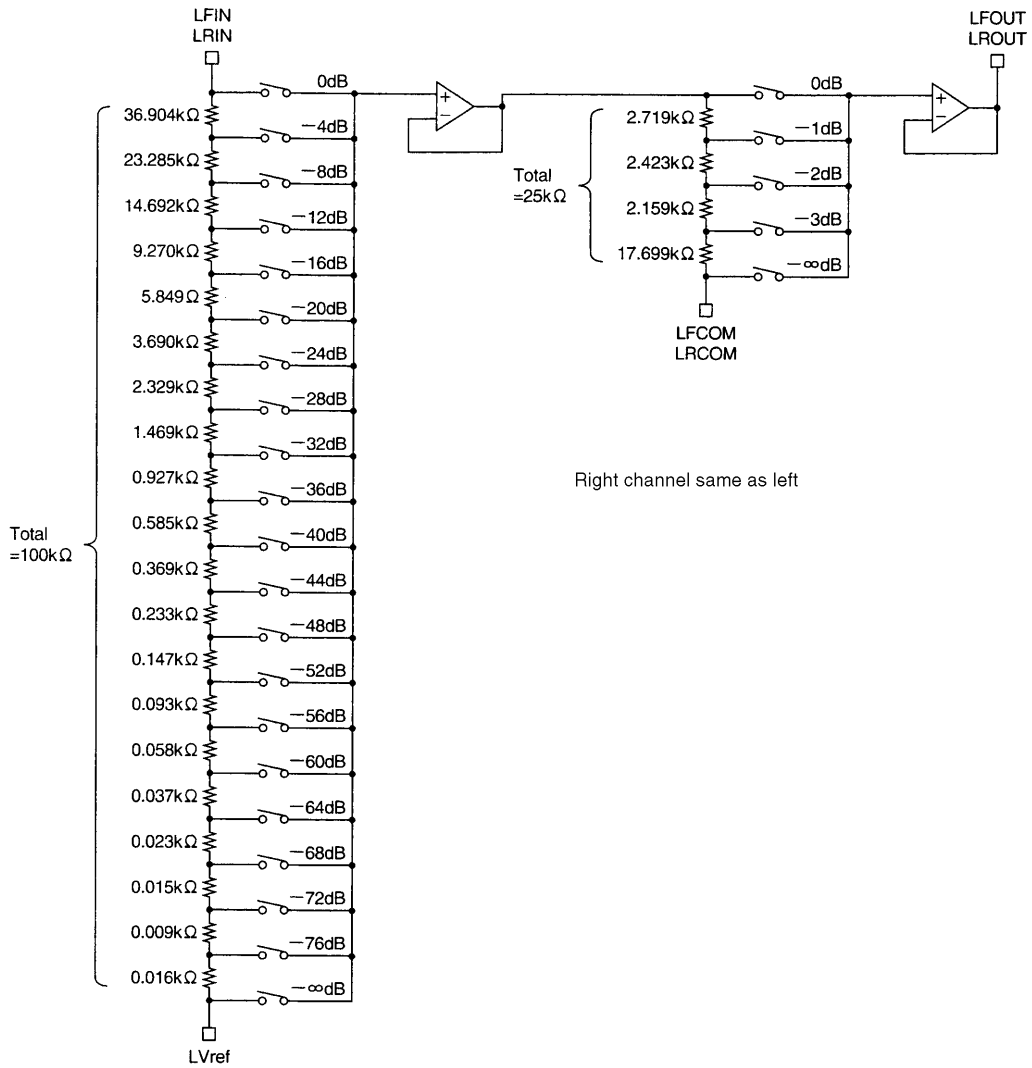 LFIN
LRIN
LFOUT
LROUT
0dB
36.904kΩ
−4dB
23.285kΩ
−8dB
14.692kΩ
−12dB
9.270kΩ
−16dB
5.849Ω
−20dB
3.690kΩ
−24dB
2.329kΩ
−28dB
1.469kΩ
−32dB
0.927kΩ
−36dB
0.585kΩ
−40dB
0.369kΩ
−44dB
0.233kΩ
−48dB
0.147kΩ
−52dB
0.093kΩ
−56dB
0.058kΩ
−60dB
0.037kΩ
−64dB
0.023kΩ
−68dB
0.015kΩ
−72dB
0.009kΩ
−76dB
0.016kΩ
−∞dB
Total
=100kΩ
LVref
+
−
0dB
2.719kΩ
−1dB
2.423kΩ
−2dB
2.159kΩ
−3dB
17.699kΩ
−∞dB
Total
=25kΩ
LFCOM
LRCOM
+
−
Right channel same as left